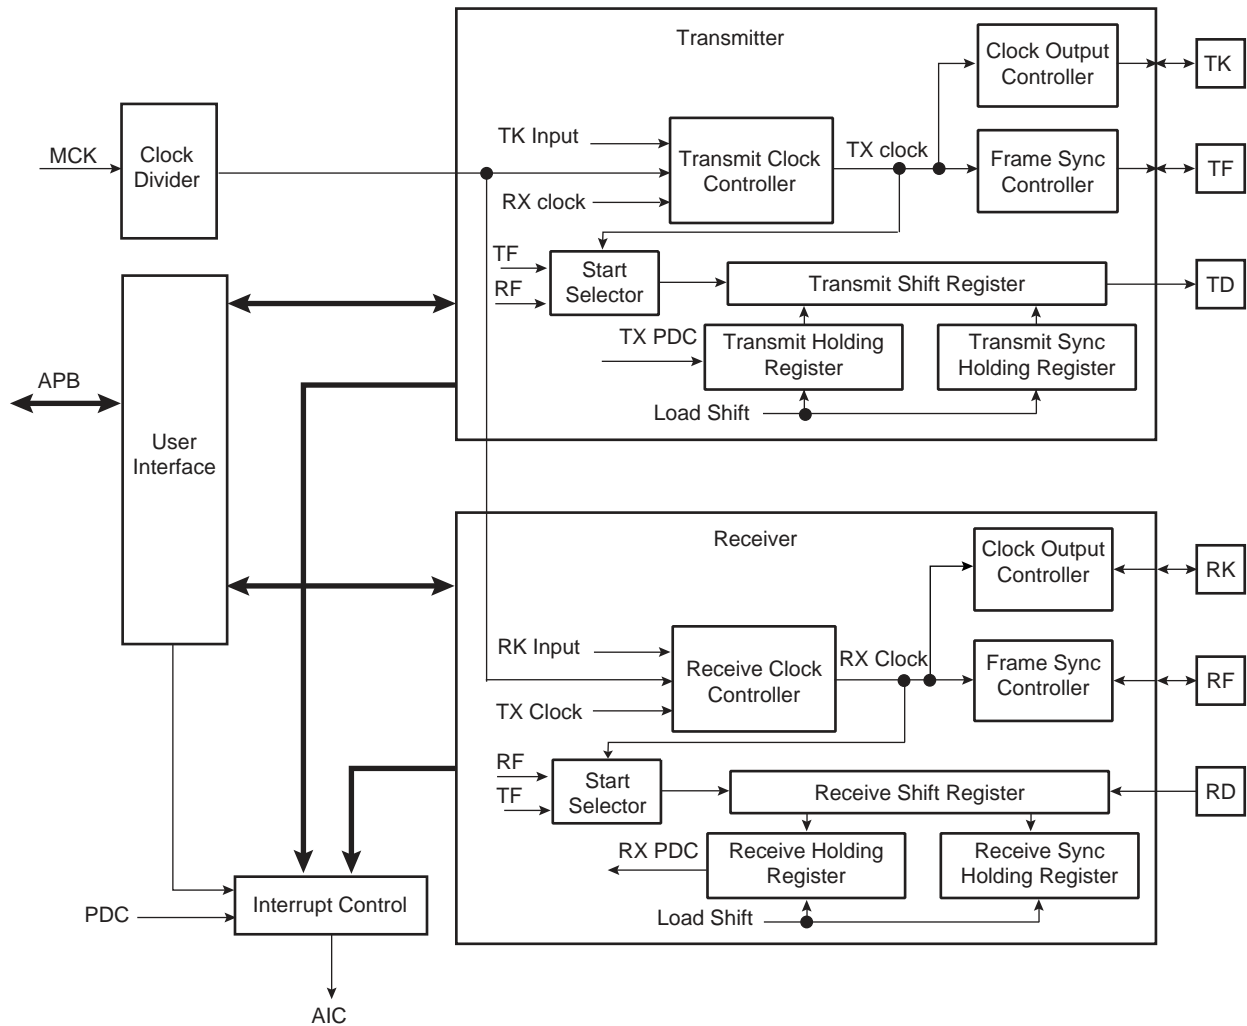 Transmitter
Clock Output
Controller
TK
MCK
Clock
Divider
TK Input
RX clock
Transmit Clock
Controller
TX clock
Frame Sync
Controller
TF
TF
RF
Start
Selector
Transmit Shift Register
TD
TX PDC
Transmit Holding
Register
Transmit Sync
Holding Register
Load Shift
APB
User
Interface
Receiver
Clock Output
Controller
RK
RK Input
TX Clock
Receive Clock
Controller
RX Clock
Frame Sync
Controller
RF
RF
TF
Start
Selector
Receive Shift Register
RD
RX PDC
Receive Holding
Register
Receive Sync
Holding Register
Load Shift
PDC
Interrupt Control
AIC